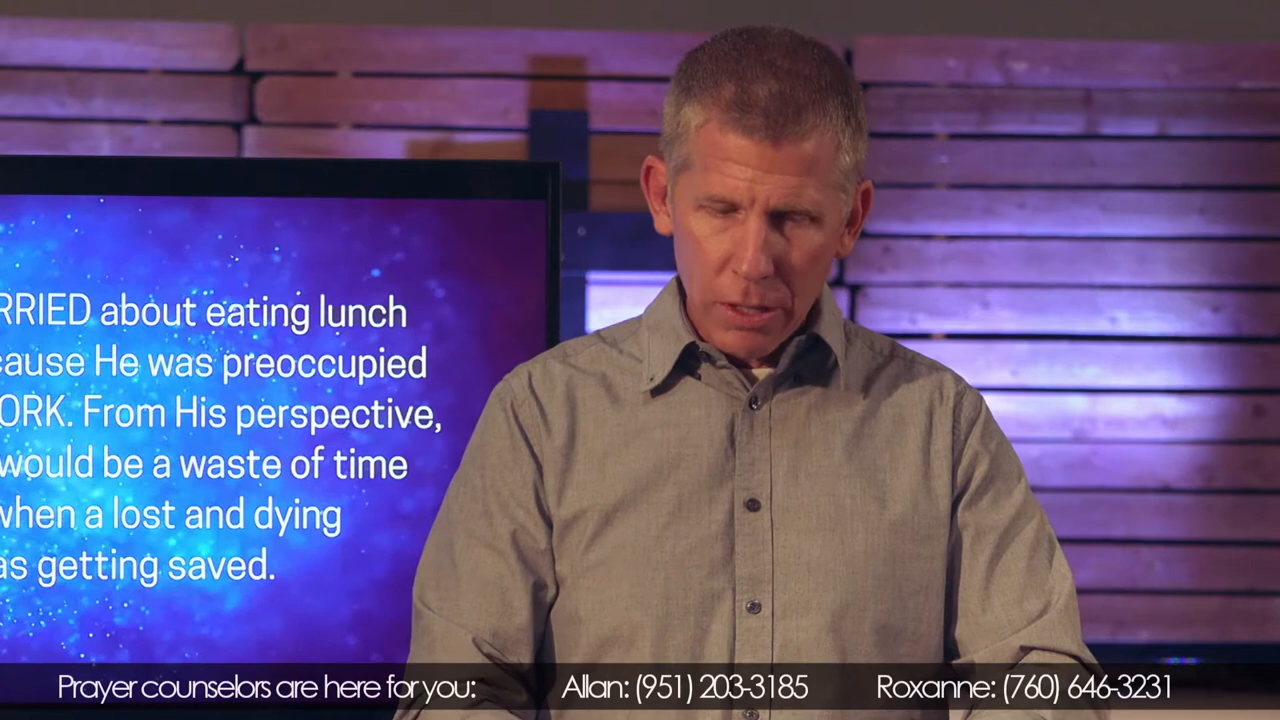 RRIED about eating lunch
cause He was preoccupied
ORK. From His perspective,
would be a waste of time
when a lost and dying
as getting saved.
Prayer counselors are here for you: Allan: (951) 203-3185 Roxanne: (760) 646-3231